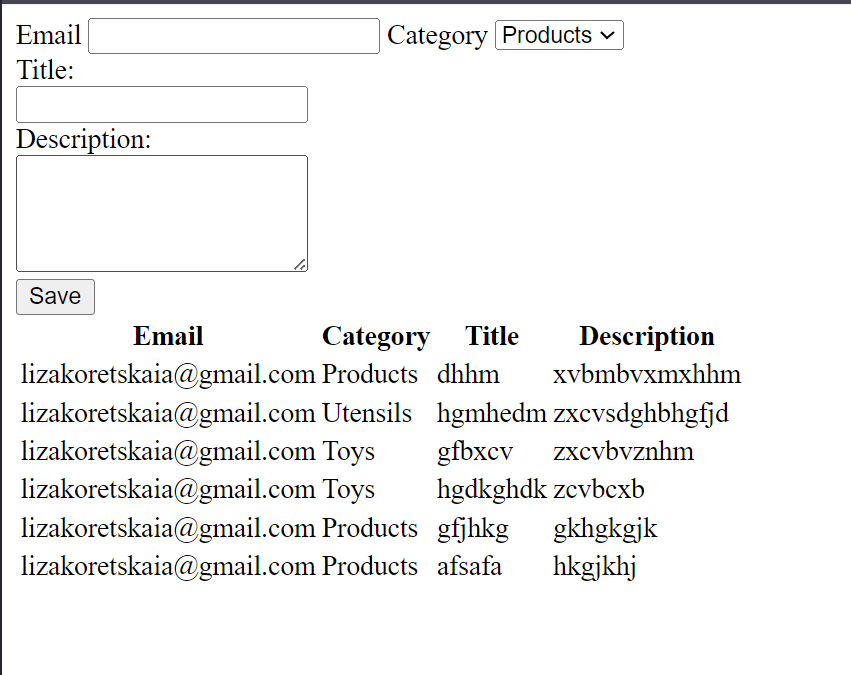 Email Category Products
Title:
Description:
Save
Email Category Title Description
lizakoretskaia@gmail.com Products dhhm xvbmbvxmxhhm
lizakoretskaia@gmail.com Utensils hgmhedm zxcvsdghbhgfjd
lizakoretskaia@gmail.com Toys gfbxcv zxcvbvznhm
lizakoretskaia@gmail.com Toys hgdkghdk zcvbcxb
lizakoretskaia@gmail.com Products gfjhkg gkhgkgjk
lizakoretskaia@gmail.com Products afsafa hkgjkhj